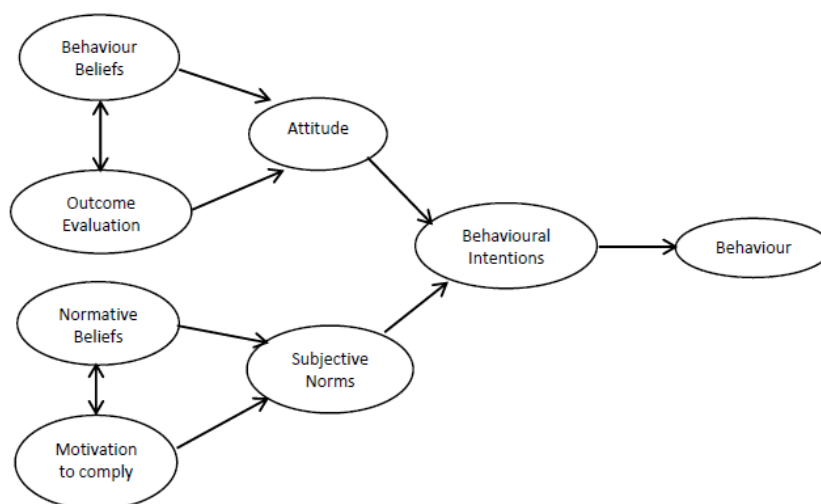 Behaviour
Beliefs
Attitude
Outcome
Evaluation
Behavioural
Intentions
Behaviour
Normative
Beliefs
Subjective
Norms
Motivation
to comply